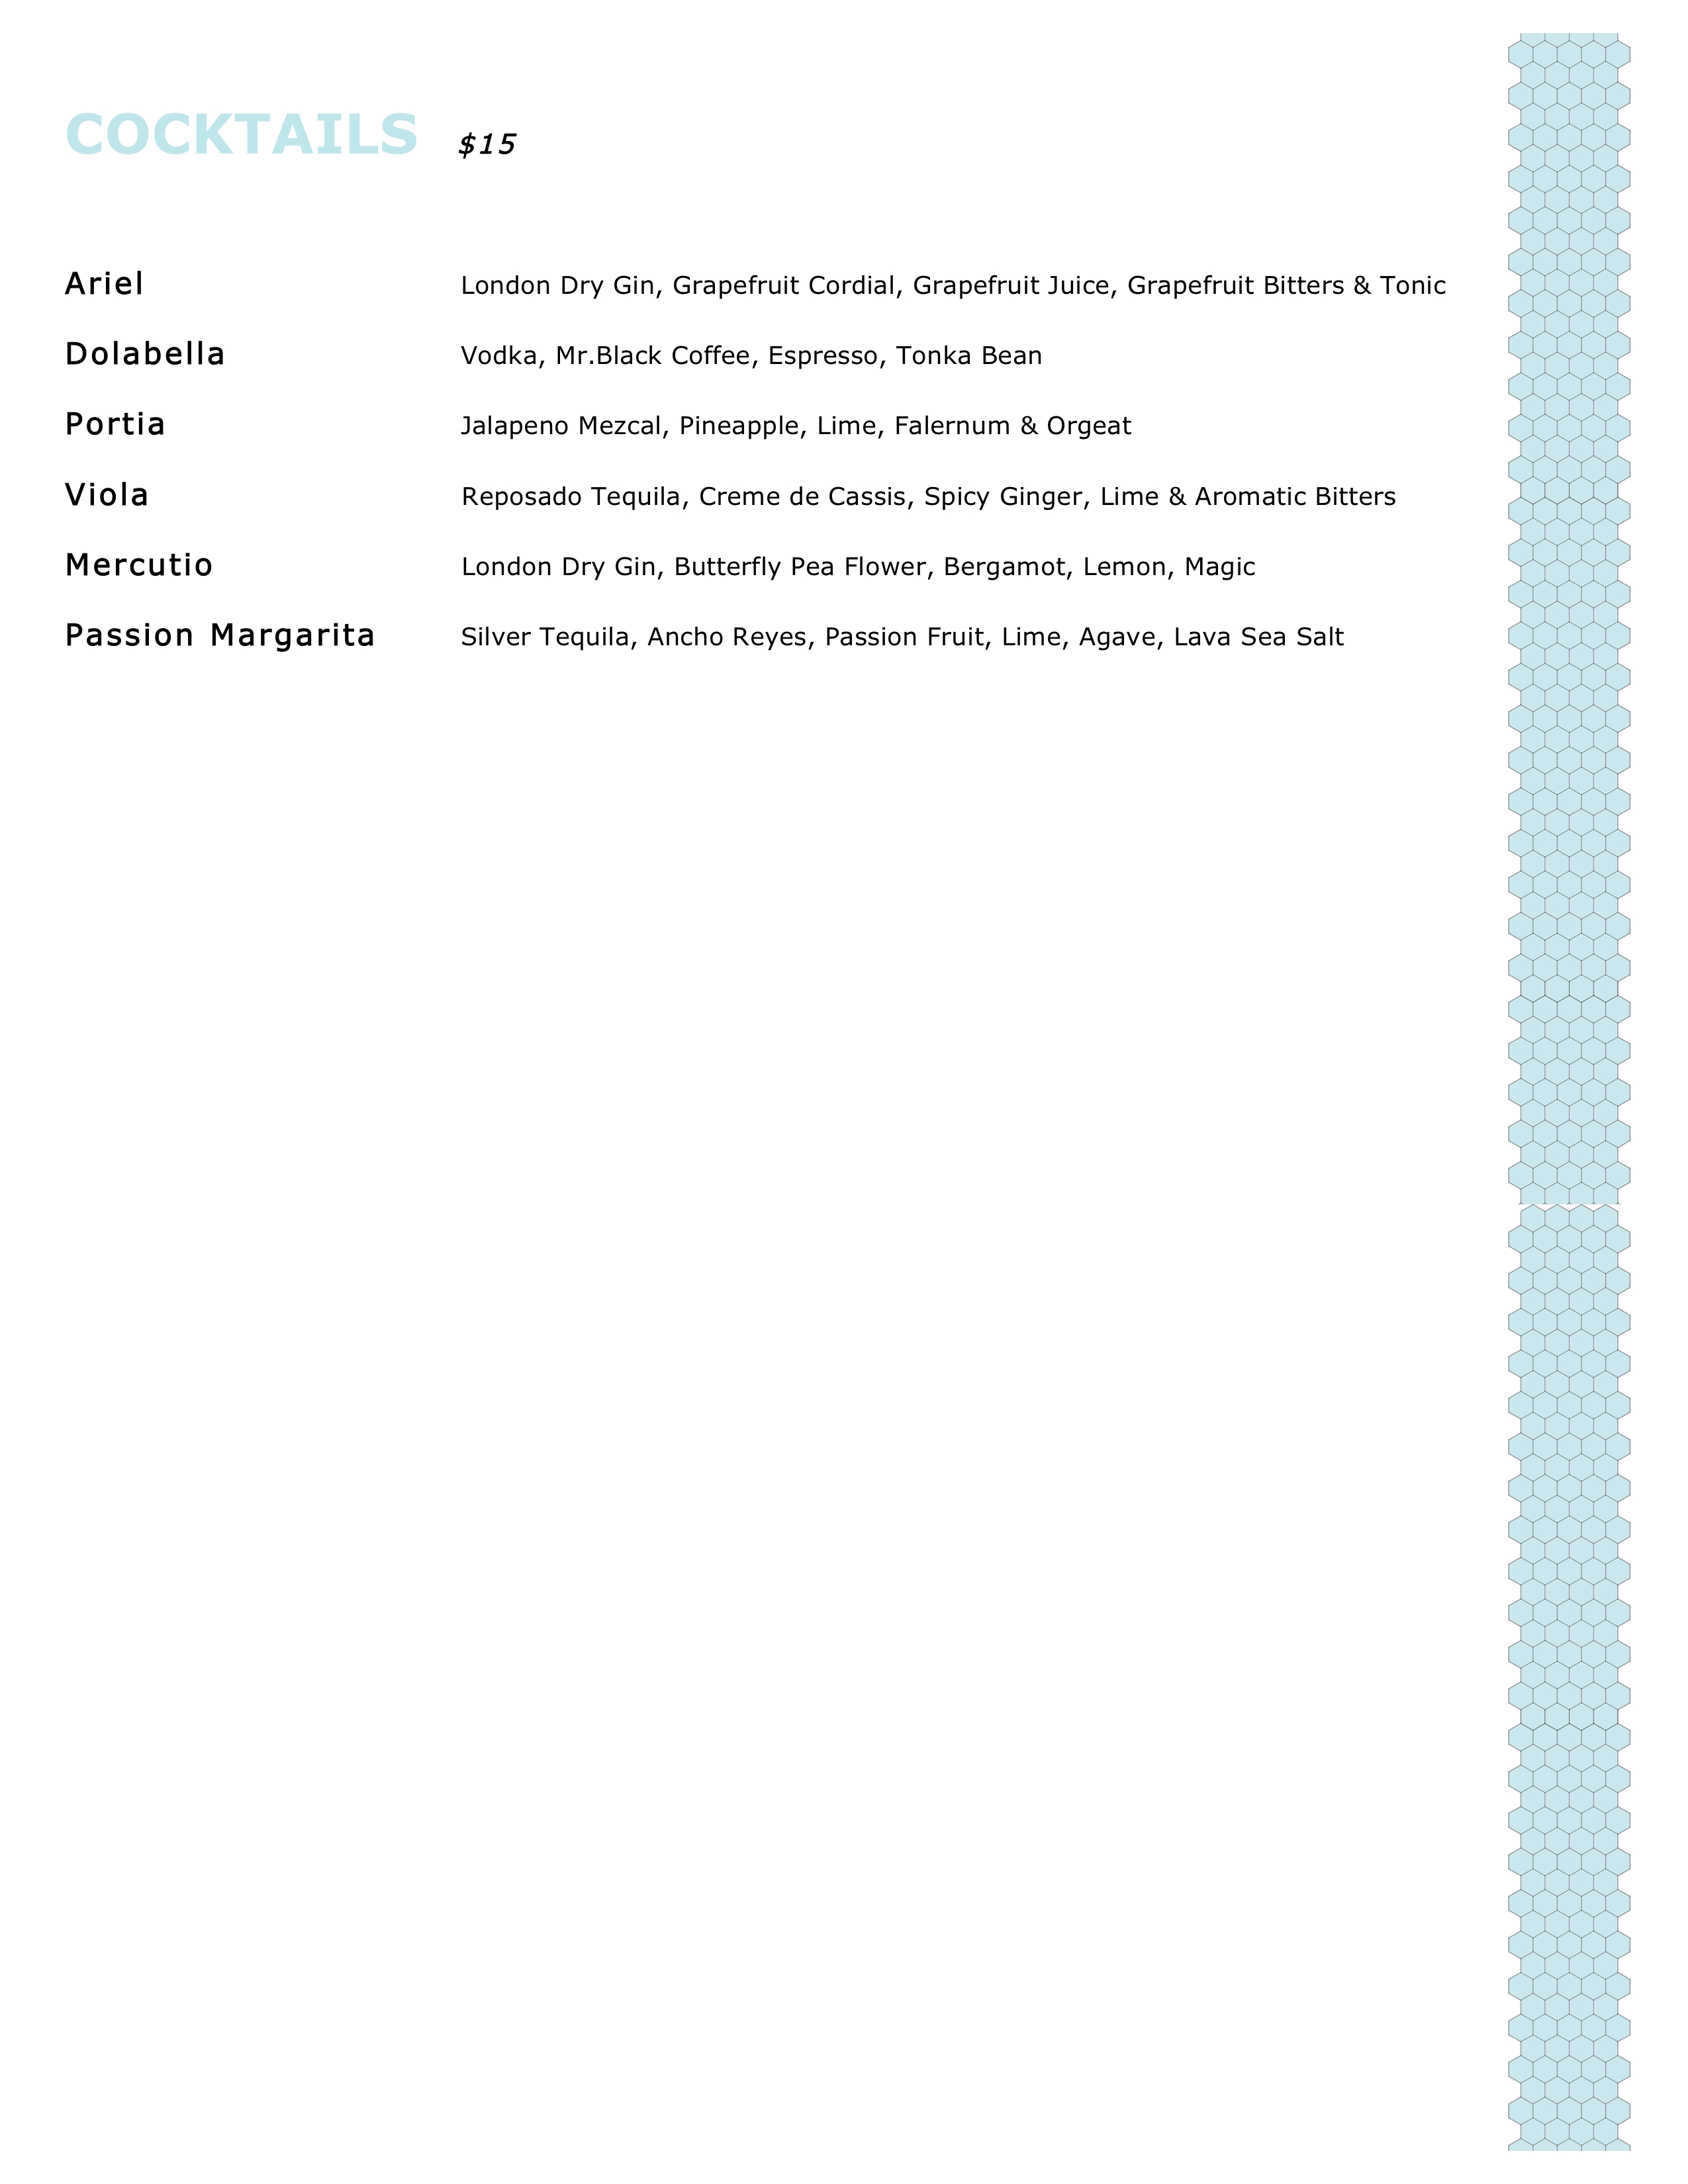 COCKTAILS $15
Ariel London Dry Gin, Grapefruit Cordial, Grapefruit Juice, Grapefruit Bitters & Tonic
Dolabella Vodka, Mr.Black Coffee, Espresso, Tonka Bean
Portia Jalapeno Mezcal, Pineapple, Lime, Falernum & Orgeat
Viola Reposado Tequila, Creme de Cassis, Spicy Ginger, Lime & Aromatic Bitters
Mercutio London Dry Gin, Butterfly Pea Flower, Bergamot, Lemon, Magic
Passion Margarita Silver Tequila, Ancho Reyes, Passion Fruit, Lime, Agave, Lava Sea Salt